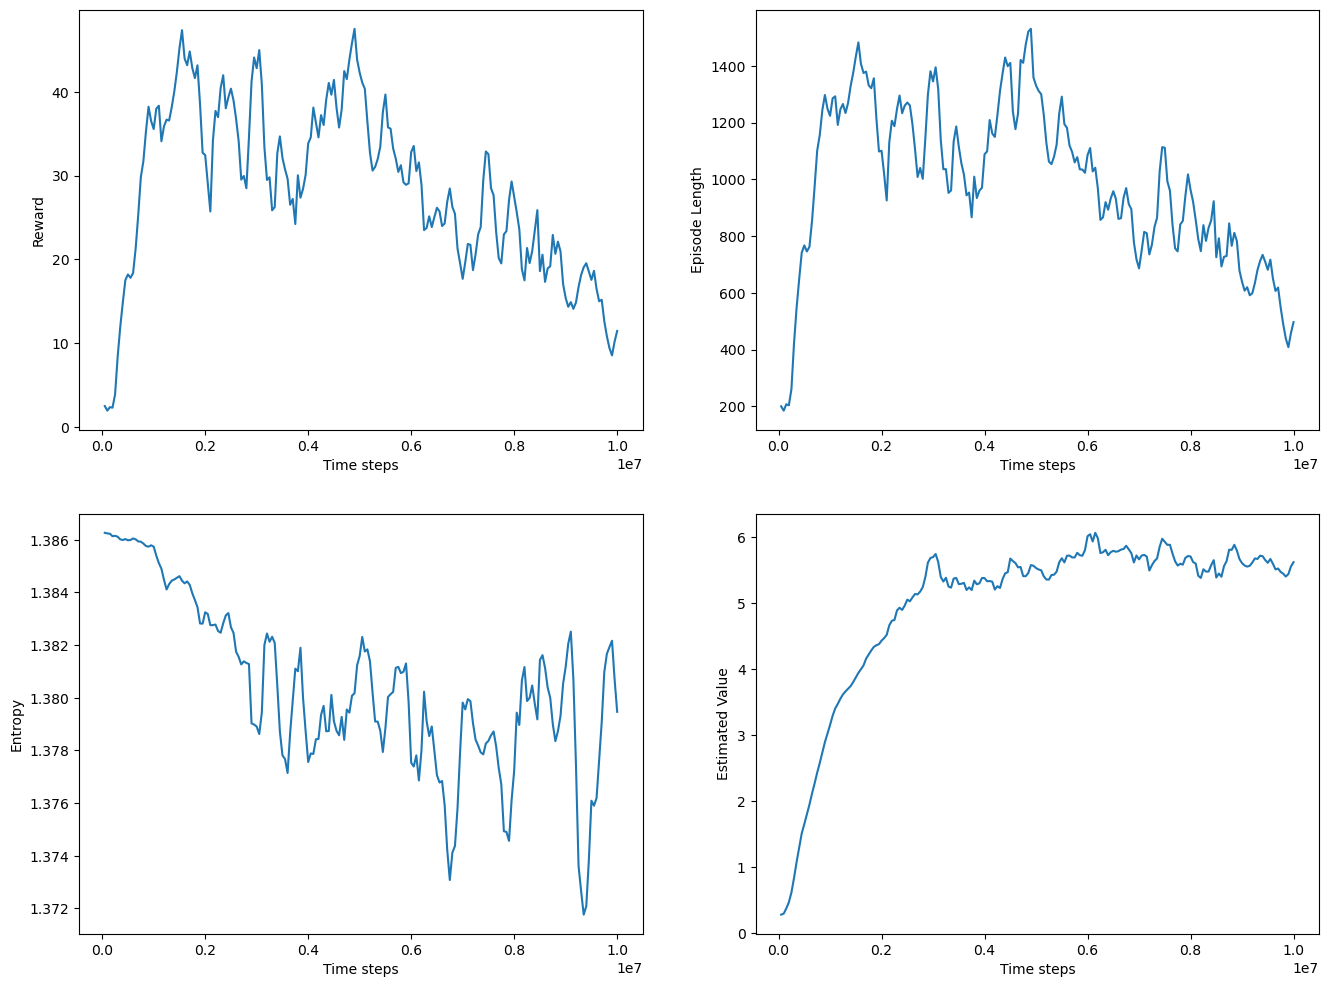 40
30
20
10
0
Reward
0.0 0.2 0.4 0.6 0.8 1.0
1e7
Time steps
1400
1200
1000
800
600
400
200
Episode Length
0.0 0.2 0.4 0.6 0.8 1.0
1e7
Time steps
1.386
1.384
1.382
1.380
1.378
1.376
1.374
1.372
Entropy
0.0 0.2 0.4 0.6 0.8 1.0
1e7
Time steps
6
5
4
3
2
1
0
Estimated Value
0.0 0.2 0.4 0.6 0.8 1.0
1e7
Time steps